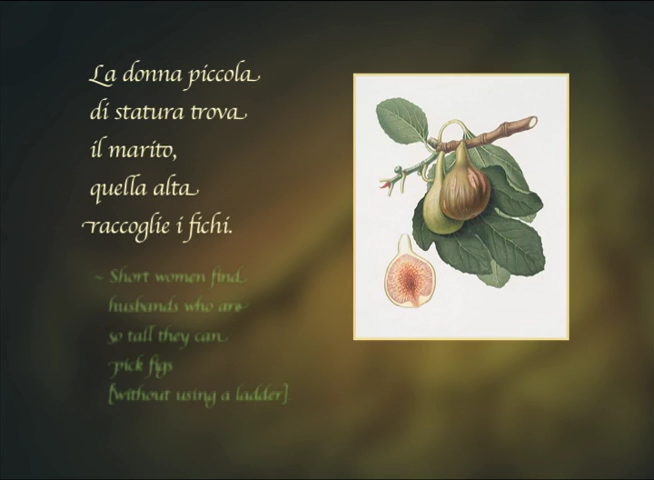 La donna piccola
di statura trova
il marito,
quella alta
raccoglie i fichi.
~ Short women find
husbands who are
so tall they can
pick figs
[without using a ladder]